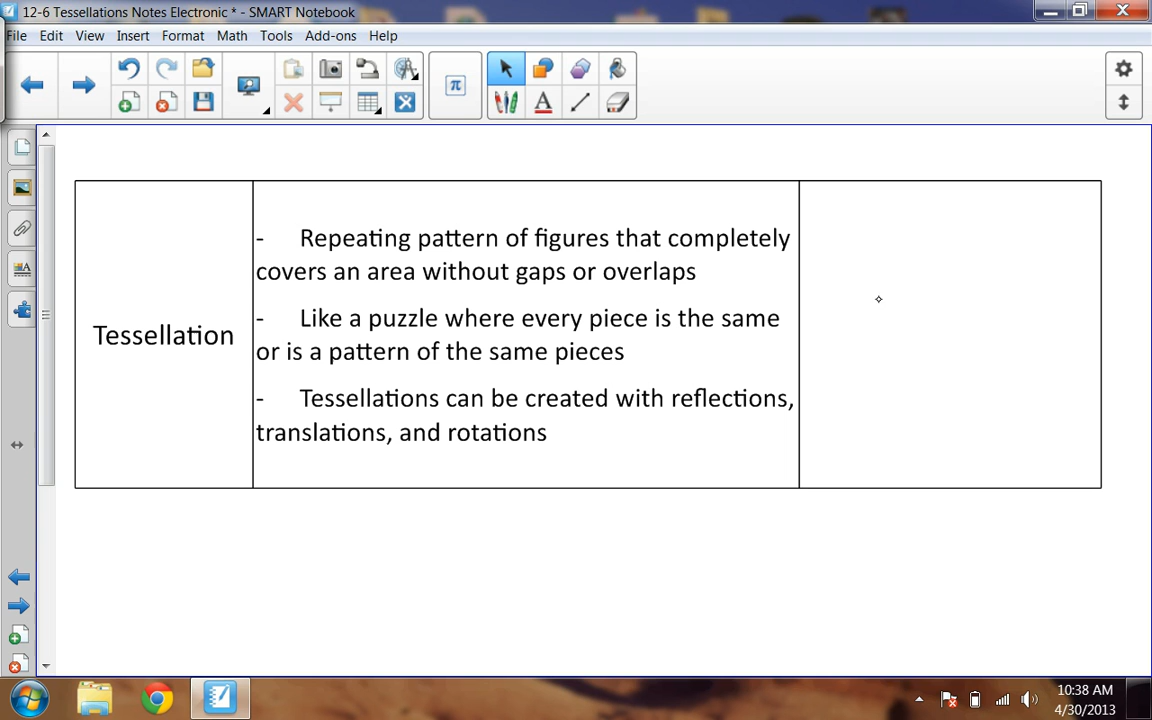 12-6 Tessellations Notes Electronic * - SMART Notebook
File Edit View Insert Format Math Tools Add-ons Help
π
A
Tessellation
- Repeating pattern of figures that completely
covers an area without gaps or overlaps
- Like a puzzle where every piece is the same
or is a pattern of the same pieces
- Tessellations can be created with reflections,
translations, and rotations
10:38 AM
4/30/2013